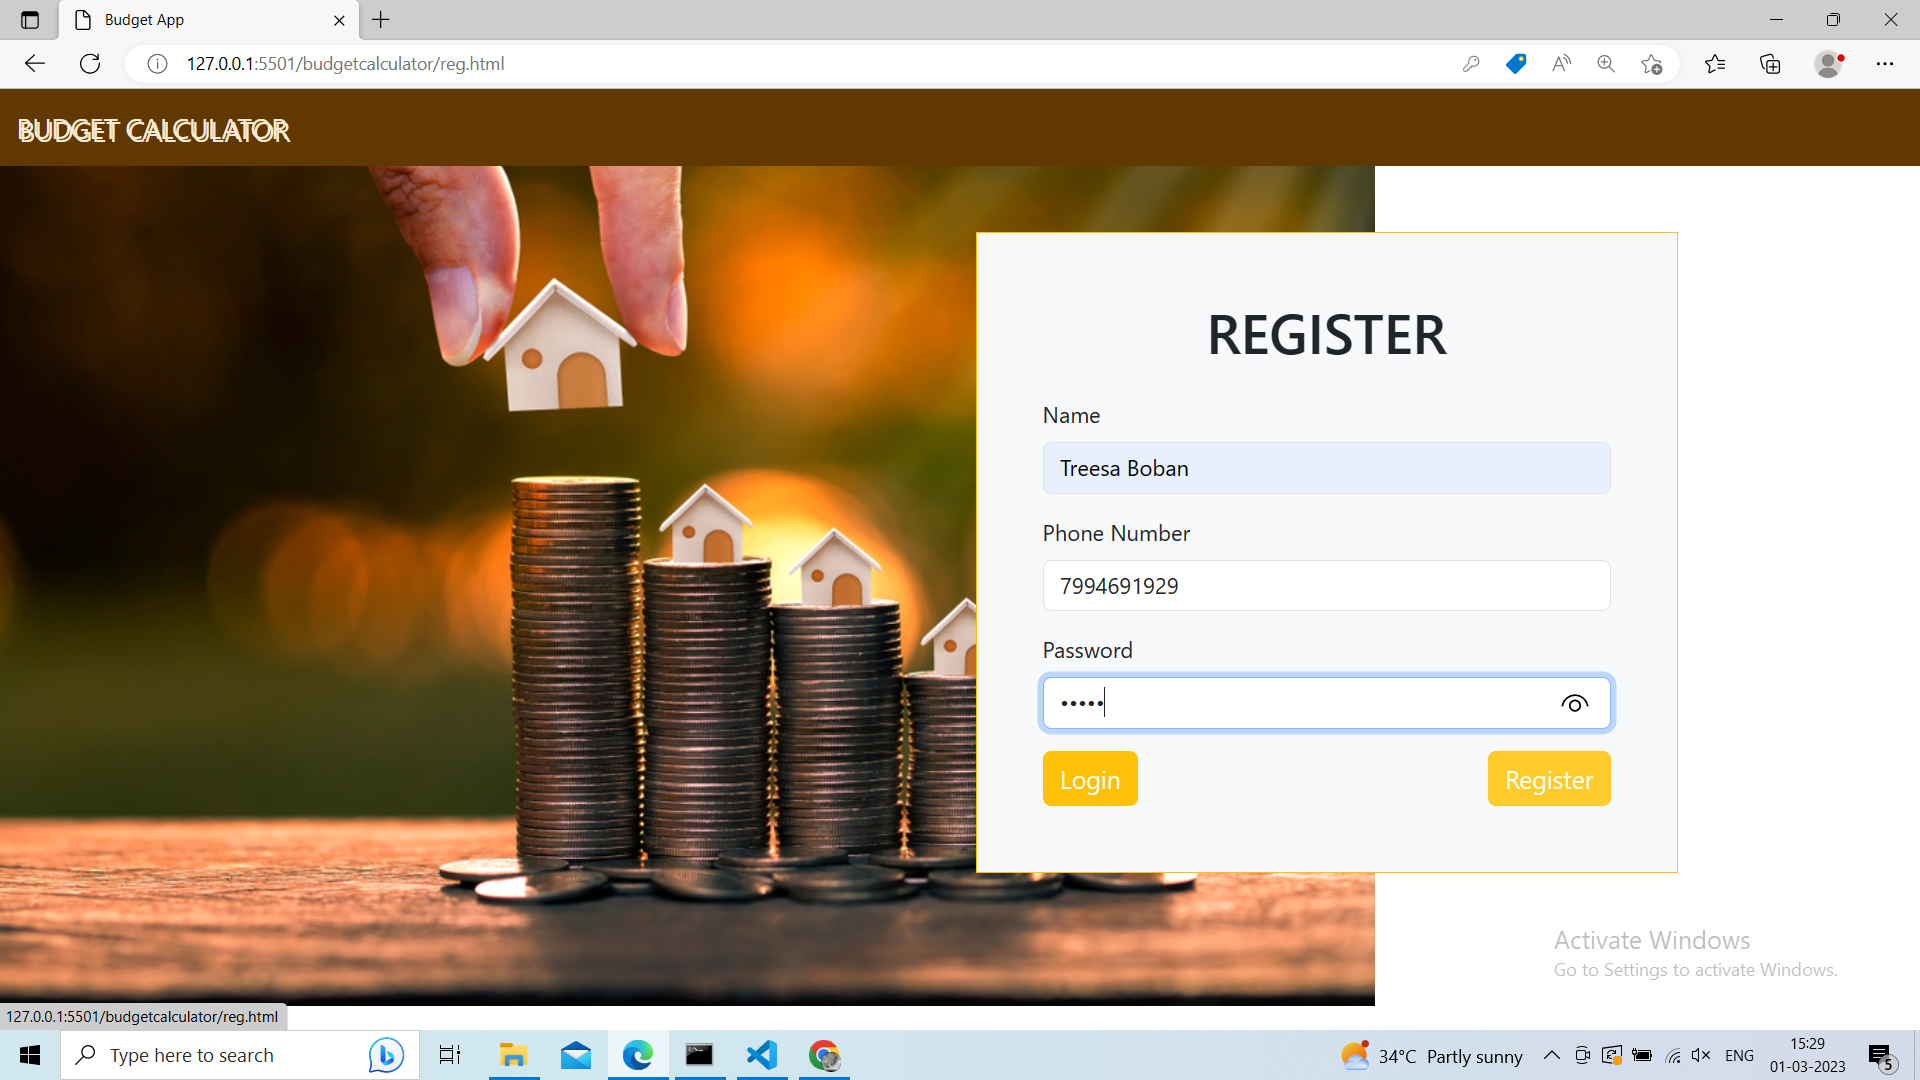 Budget App
127.0.0.1:5501/budgetcalculator/reg.html
BUDGET CALCULATOR
REGISTER
Name
Treesa Boban
Phone Number
7994691929
Password
•••••
Login
Register
Activate Windows
Go to Settings to activate Windows.
127.0.0.1:5501/budgetcalculator/reg.html
Type here to search
34°C Partly sunny
ENG
15:29
01-03-2023
5